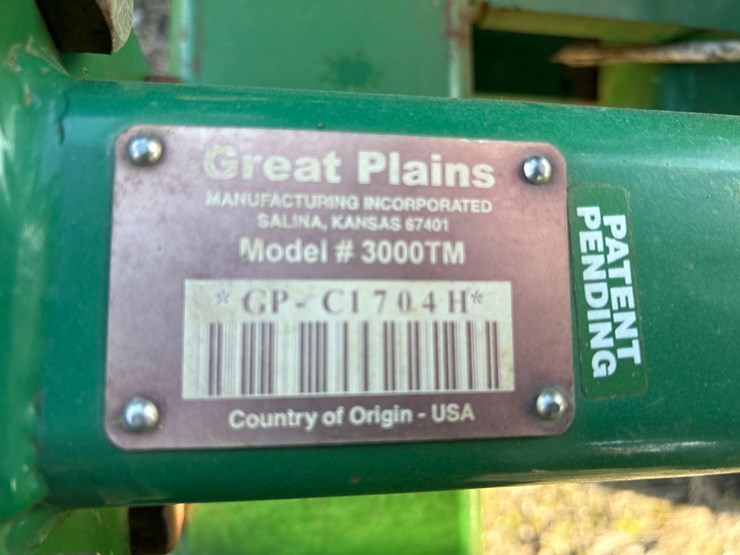 Great Plains
MANUFACTURING INCORPORATED
SALINA, KANSAS 67401
Model # 3000TM
* GP- C1704H*
Country of Origin - USA
PATENT
PENDING